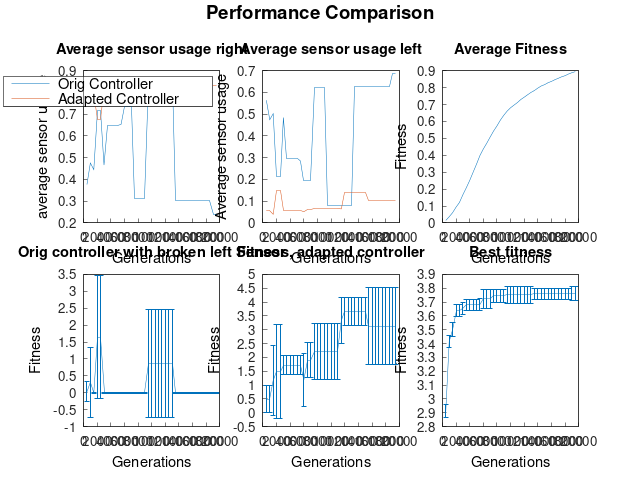 Performance Comparison
Average sensor usage right
Average sensor usage left
Average Fitness
Orig Controller
Adapted Controller
average sensor u
0.9
0.7
0.6
0.5
0.4
0.3
0.2
Generations
Average sensor usage
0.7
0.6
0.5
0.4
0.3
0.2
0.1
0
Generations
Fitness
0.9
0.8
0.7
0.6
0.5
0.4
0.3
0.2
0.1
0
Generations
Orig controller with broken left
Fitness, adapted controller
Best fitness
Fitness
3.5
3
2.5
2
1.5
1
0.5
0
-0.5
-1
Generations
Fitness
5
4.5
4
3.5
3
2.5
2
1.5
1
0.5
0
-0.5
Generations
Fitness
3.9
3.8
3.7
3.6
3.5
3.4
3.3
3.2
3.1
3
2.9
2.8
Generations